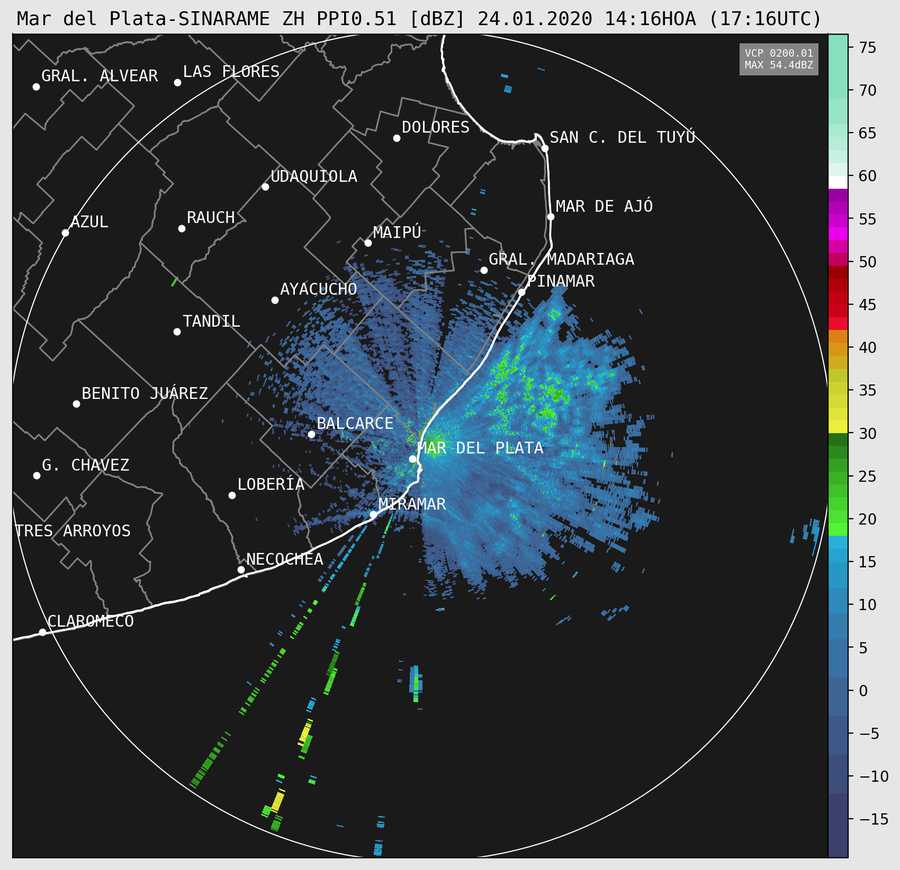 Mar del Plata-SINARAME ZH PPI0.51 [dBZ] 24.01.2020 14:16HOA (17:16UTC)
VCP 0200.01
MAX 54.4dBZ
GRAL. ALVEAR
LAS FLORES
DOLORES
SAN C. DEL TUYÚ
UDAQUIOLA
MAR DE AJÓ
RAUCH
AZUL
MAIPÚ
GRAL. MADARIAGA
PINAMAR
AYACUCHO
TANDIL
BENITO JUÁREZ
BALCARCE
MAR DEL PLATA
G. CHAVEZ
LOBERÍA
MIRAMAR
TRES ARROYOS
NECOCHEA
CLAROMECO
75
70
65
60
55
50
45
40
35
30
25
20
15
10
5
0
−5
−10
−15